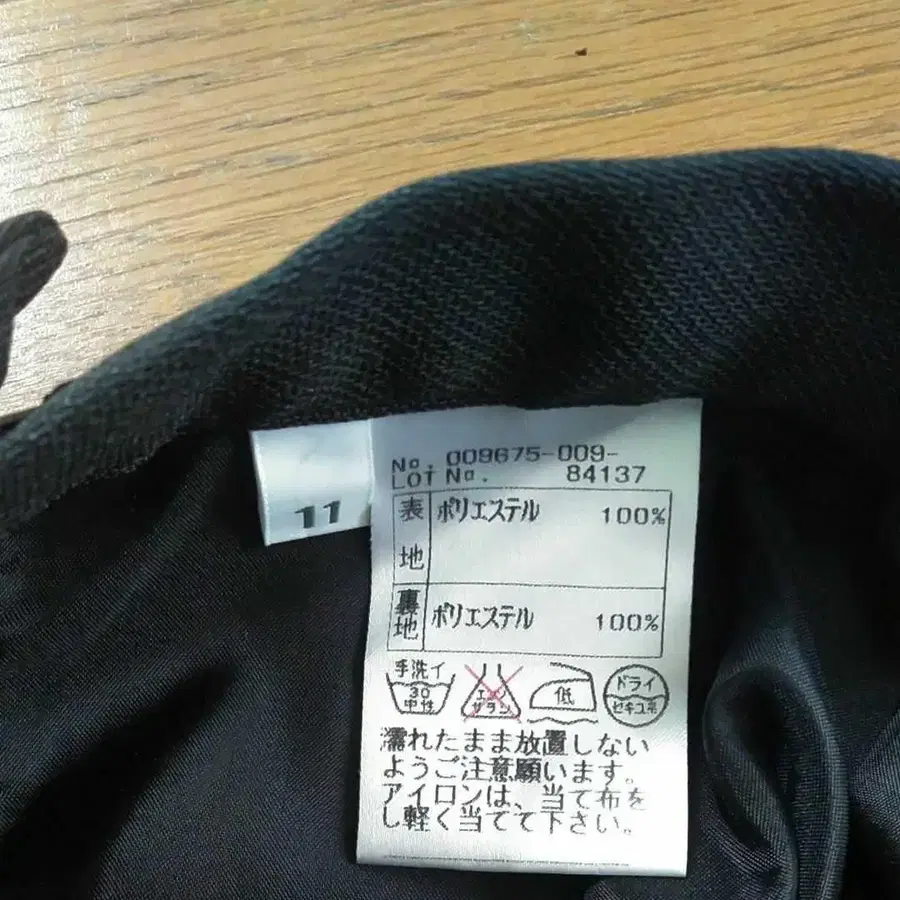 11
No. 009675-009-
LOT No. 84137
表地 ポリエステル 100%
裏地 ポリエステル 100%
手洗イ
30
中性
エンソ
サラシ
低
ドライ
セキユ系
濡れたまま放置しない
ようご注意願います。
アイロンは、当て布を
し軽く当てて下さい。